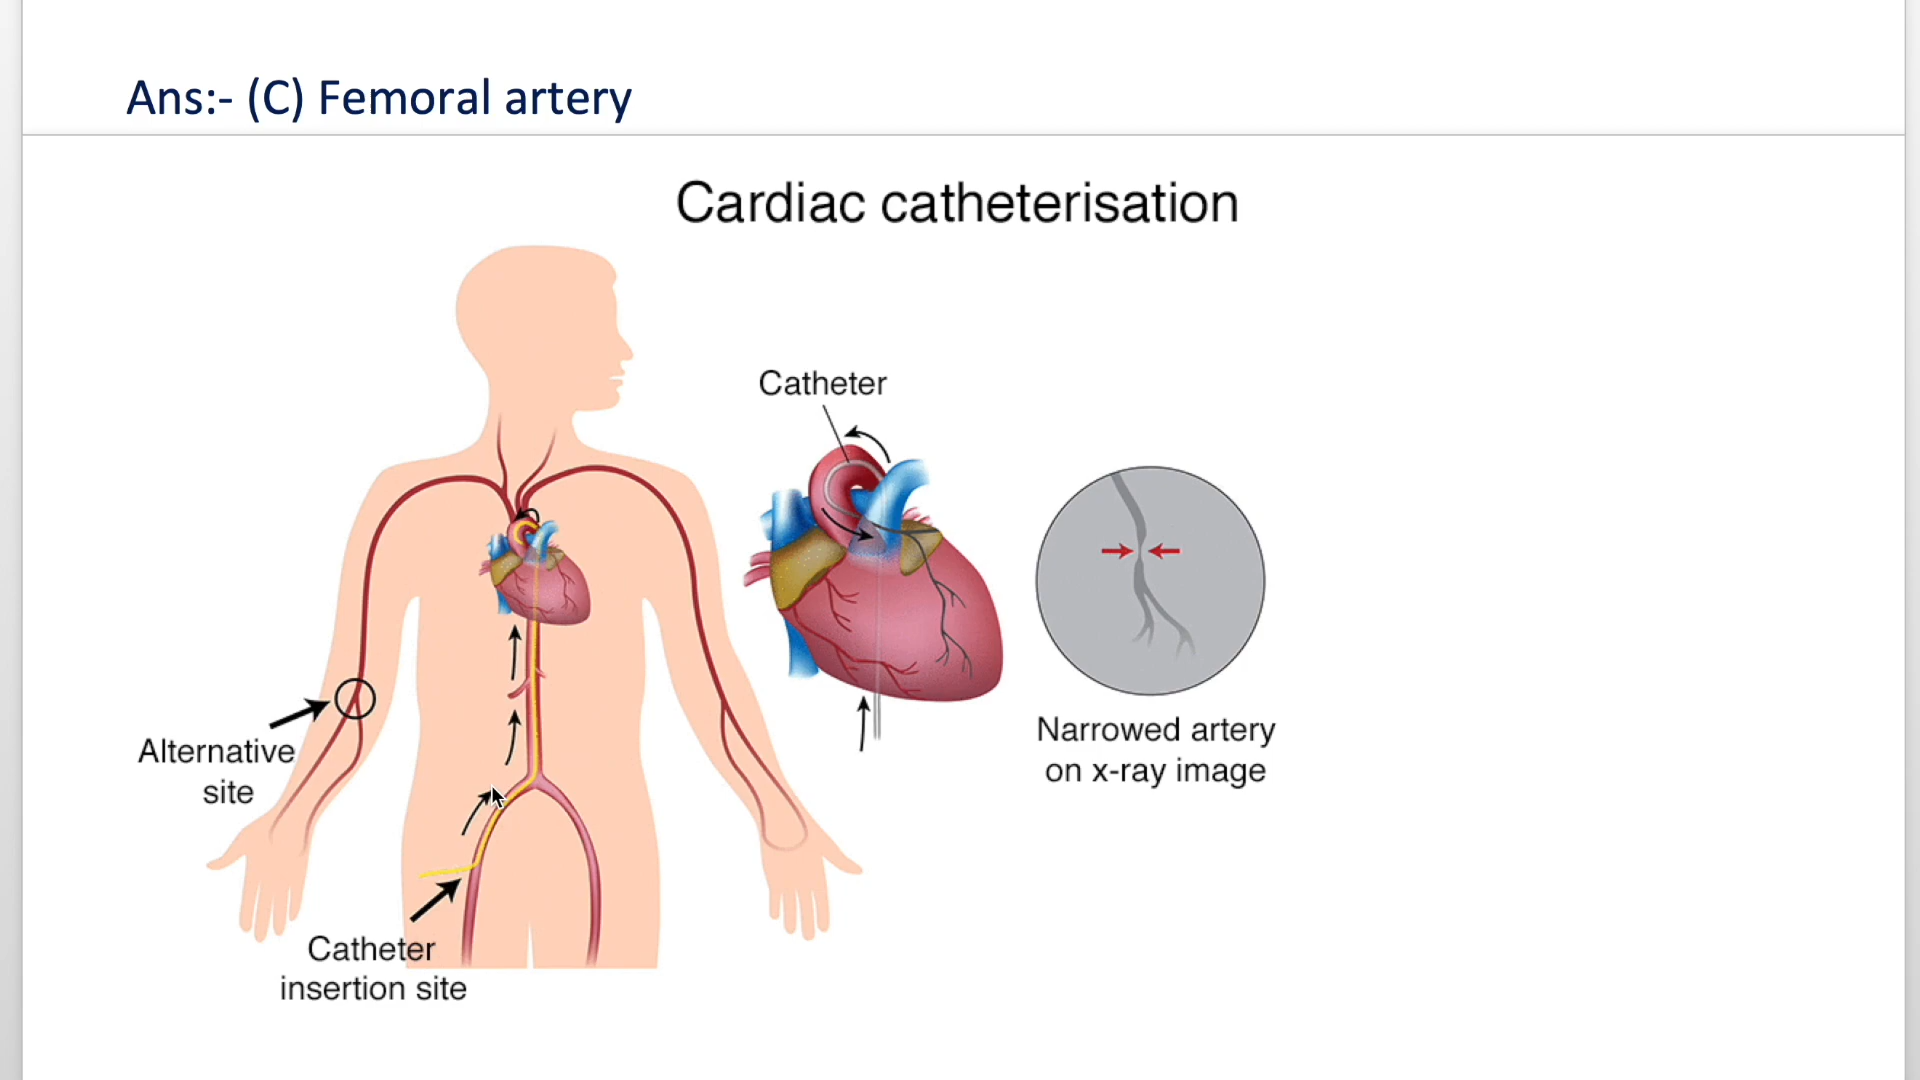 Ans:- (C) Femoral artery
Cardiac catheterisation
Catheter
Alternative
site
Narrowed artery
on x-ray image
Catheter
insertion site